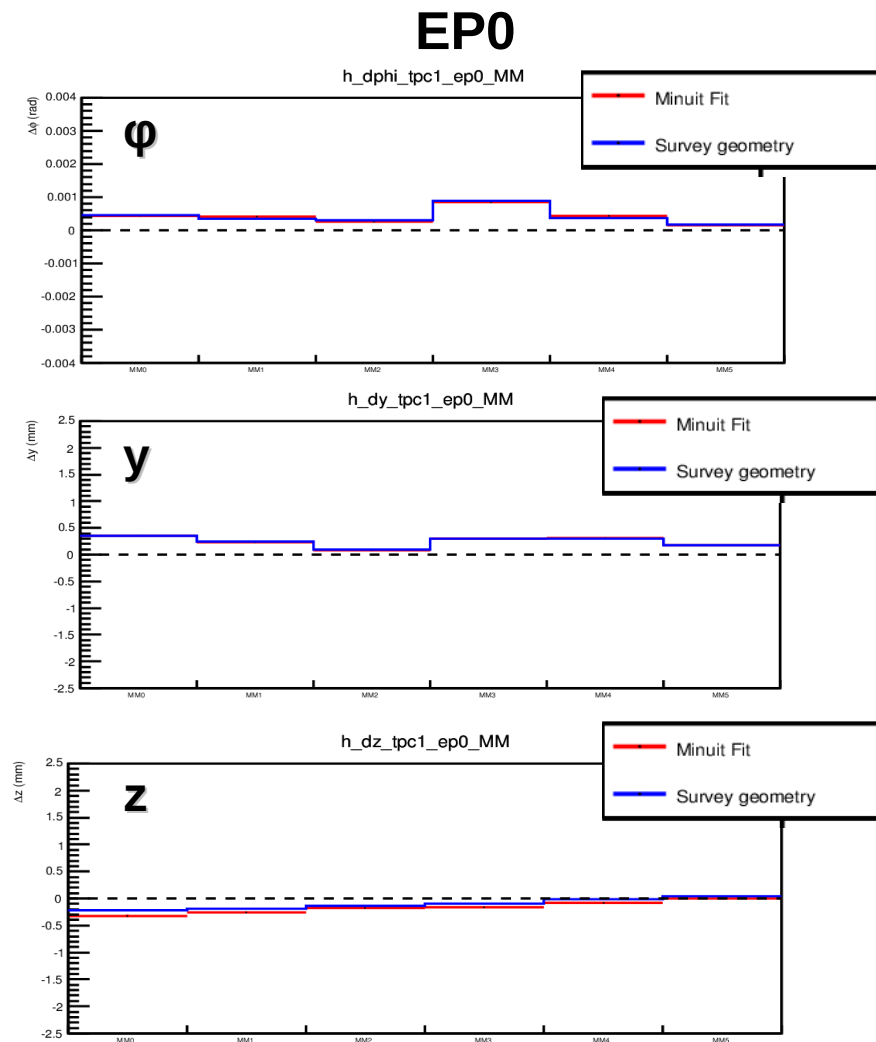 EP0
h_dphi_tpc1_ep0_MM
Δϕ (rad)
φ
Minuit Fit
Survey geometry
0.004
0.003
0.002
0.001
0
-0.001
-0.002
-0.003
-0.004
MM0 MM1 MM2 MM3 MM4 MM5
h_dy_tpc1_ep0_MM
Δy (mm)
y
Minuit Fit
Survey geometry
2.5
2
1.5
1
0.5
0
-0.5
-1
-1.5
-2
-2.5
MM0 MM1 MM2 MM3 MM4 MM5
h_dz_tpc1_ep0_MM
Δz (mm)
z
Minuit Fit
Survey geometry
2.5
2
1.5
1
0.5
0
-0.5
-1
-1.5
-2
-2.5
MM0 MM1 MM2 MM3 MM4 MM5